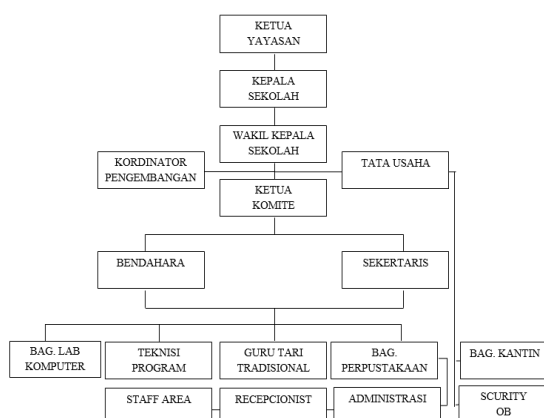 KETUA
YAYASAN
KEPALA
SEKOLAH
WAKIL KEPALA
SEKOLAH
KORDINATOR
PENGEMBANGAN
TATA USAHA
KETUA
KOMITE
BENDAHARA
SEKERTARIS
BAG. LAB
KOMPUTER
TEKNISI
PROGRAM
GURU TARI
TRADISIONAL
BAG.
PERPUSTAKAAN
BAG. KANTIN
STAFF AREA
RECEPCIONIST
ADMINISTRASI
SCURITY
OB